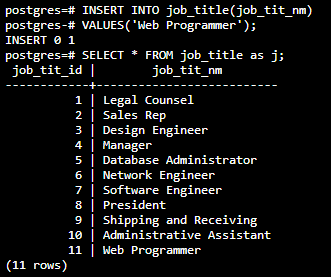 postgres=# INSERT INTO job_title(job_tit_nm)
postgres-# VALUES('Web Programmer');
INSERT 0 1
postgres=# SELECT * FROM job_title as j;
 job_tit_id |       job_tit_nm
------------+--------------------------
          1 | Legal Counsel
          2 | Sales Rep
          3 | Design Engineer
          4 | Manager
          5 | Database Administrator
          6 | Network Engineer
          7 | Software Engineer
          8 | President
          9 | Shipping and Receiving
         10 | Administrative Assistant
         11 | Web Programmer
(11 rows)